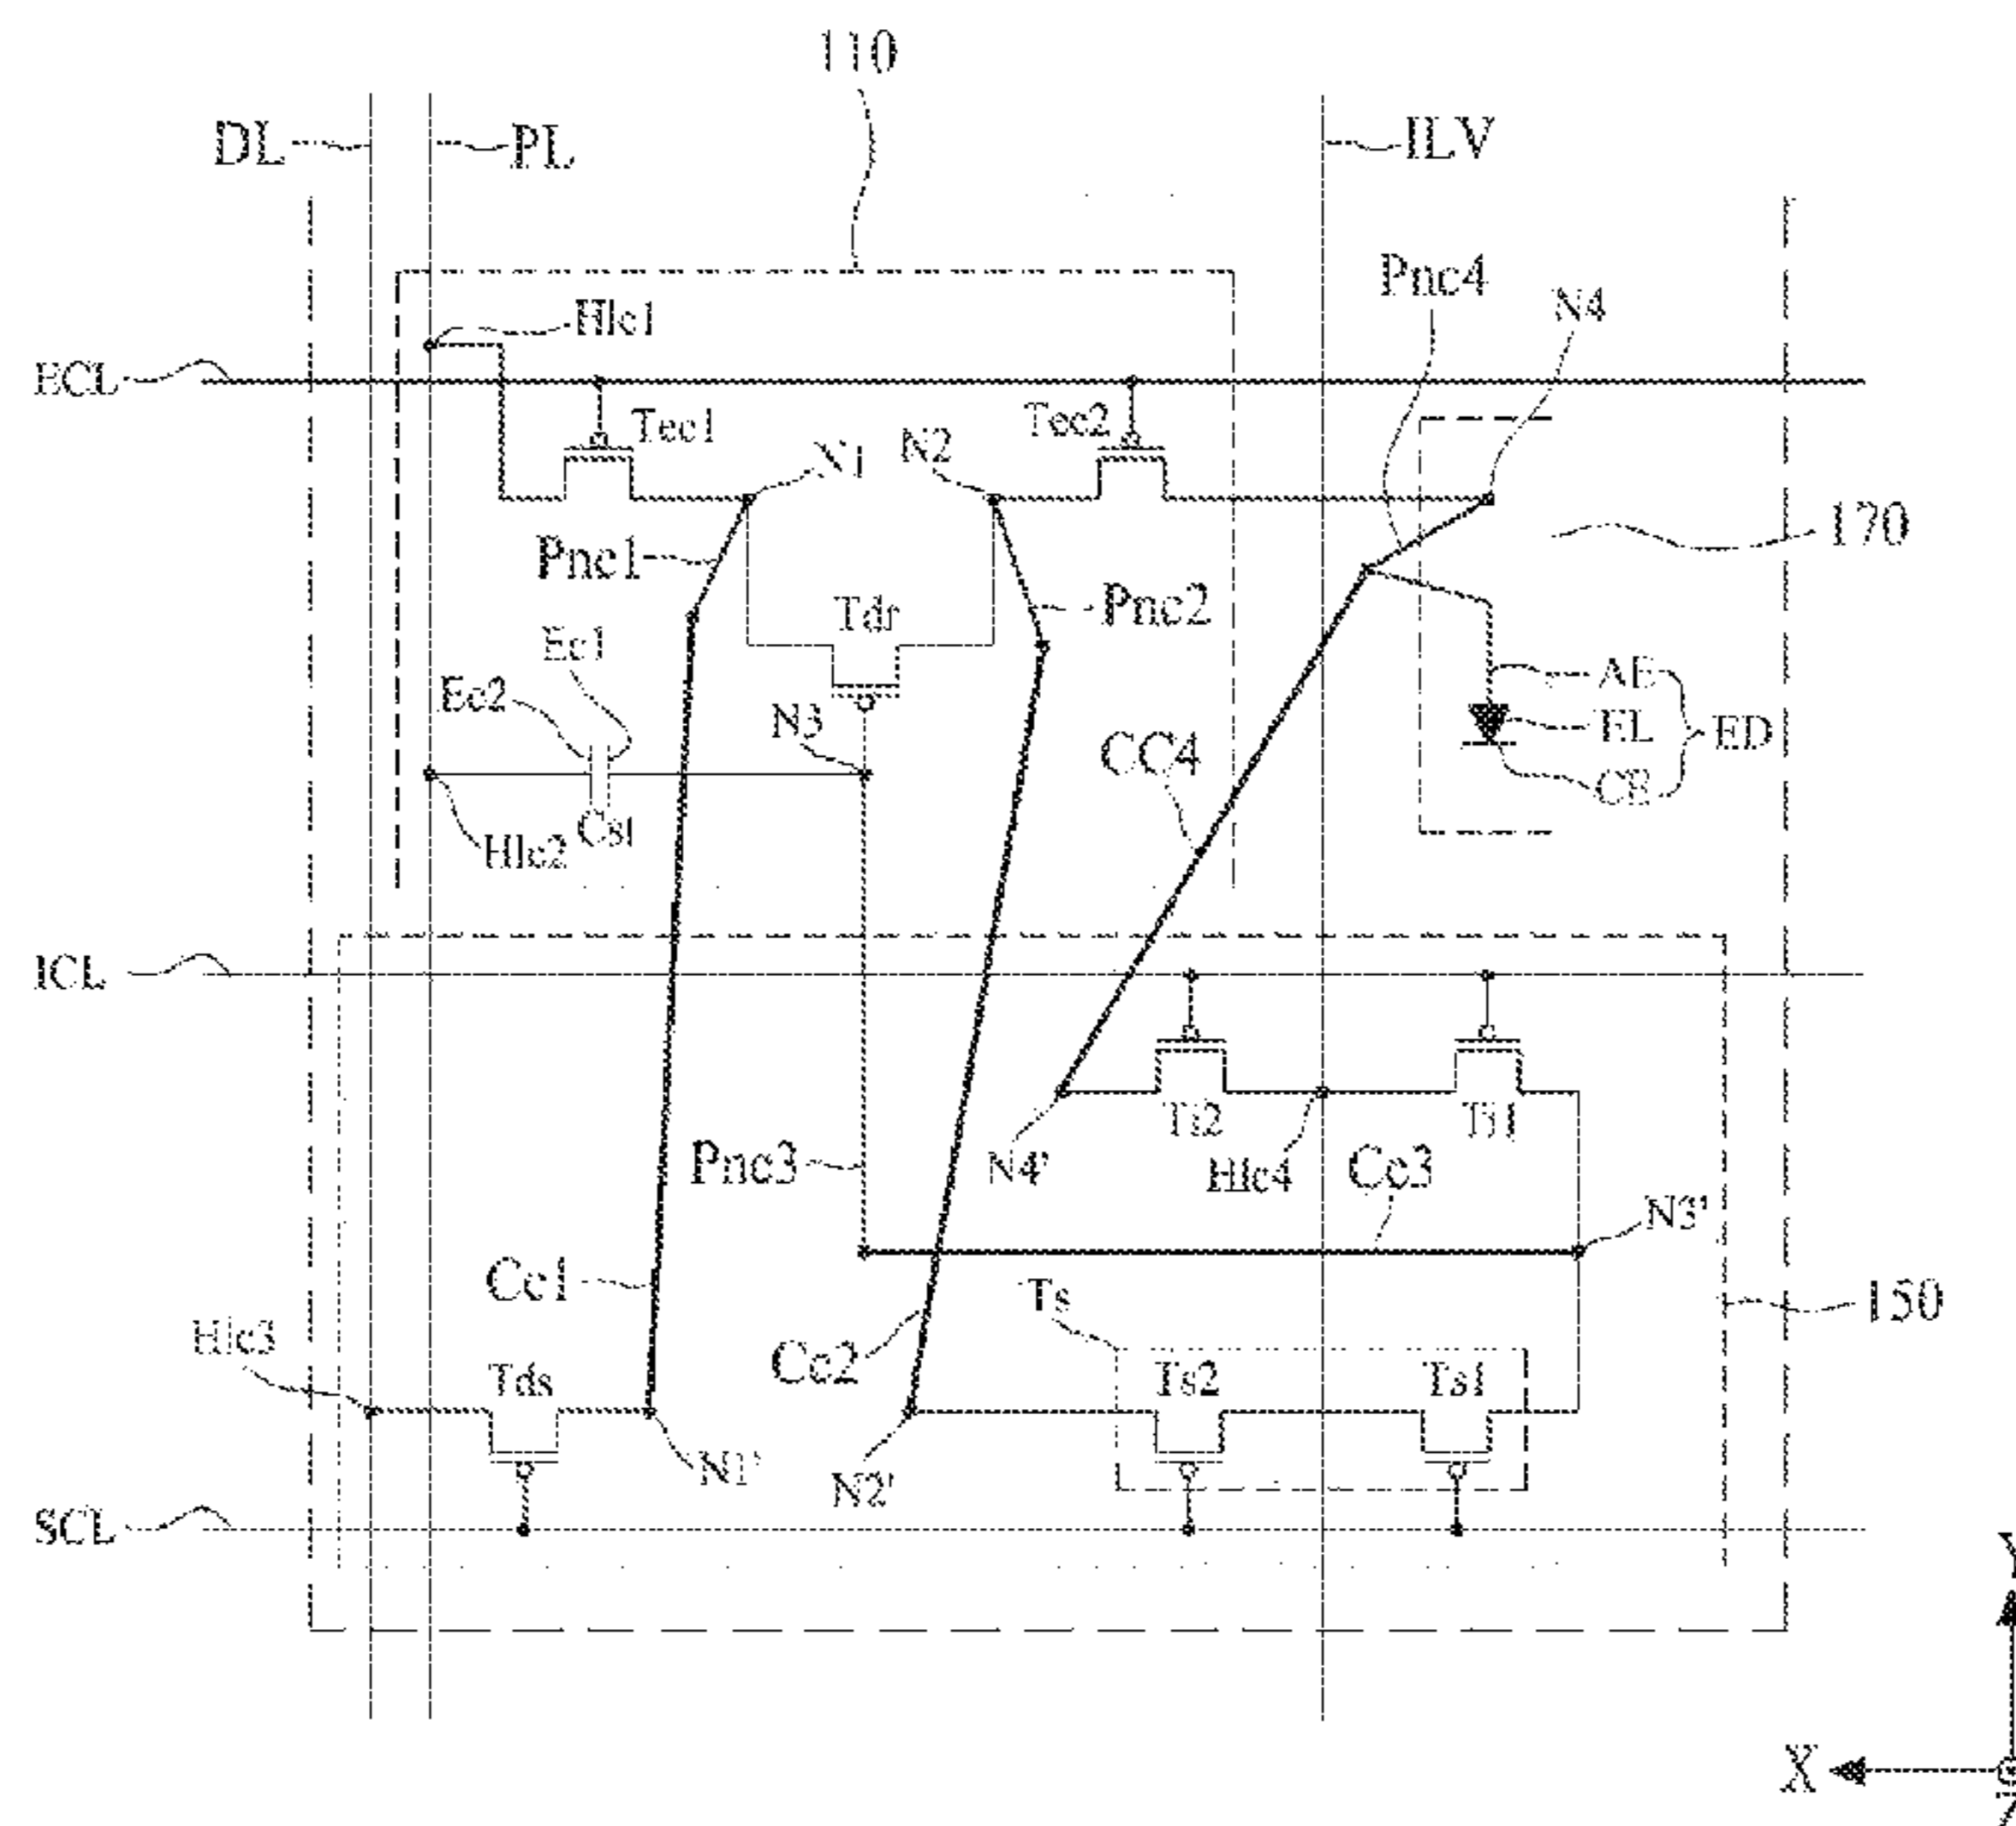 110
DL
PL
ILV
Pnc4
N4
Hlc1
ECL
Tec1
Tec2
N1
N2
170
Pnc1
Pnc2
Tdr
Ec1
Ec2
N3
AE
EL
ED
CE
CC4
Cst
Hlc2
ICL
Ti2
Ti1
Pnc3
N4'
Hlc4
Cc3
N3'
Cc1
Ts
150
Hlc3
Cc2
Tds
Ts2
Ts1
N1'
N2'
SCL
Y
X
Z